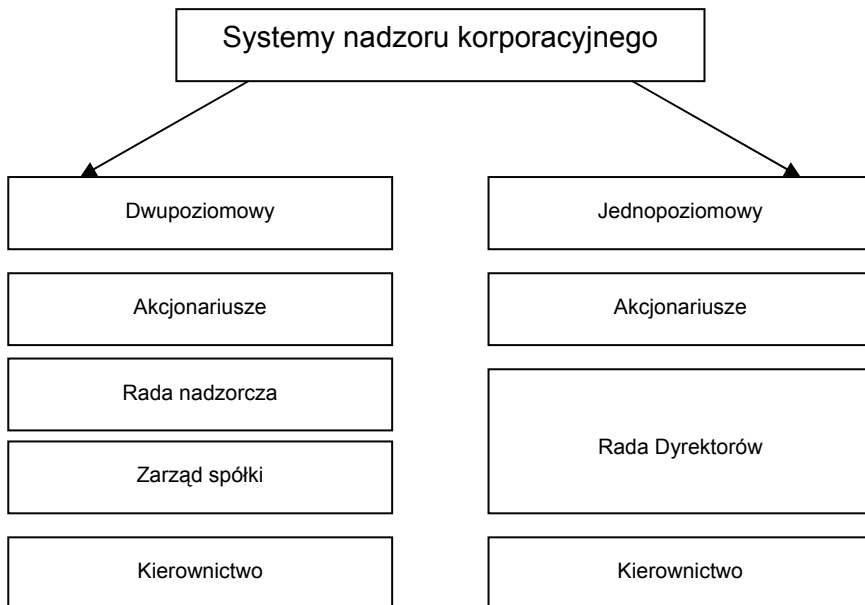 Systemy nadzoru korporacyjnego
Dwupoziomowy
Akcjonariusze
Rada nadzorcza
Zarząd spółki
Kierownictwo
Jednopoziomowy
Akcjonariusze
Rada Dyrektorów
Kierownictwo